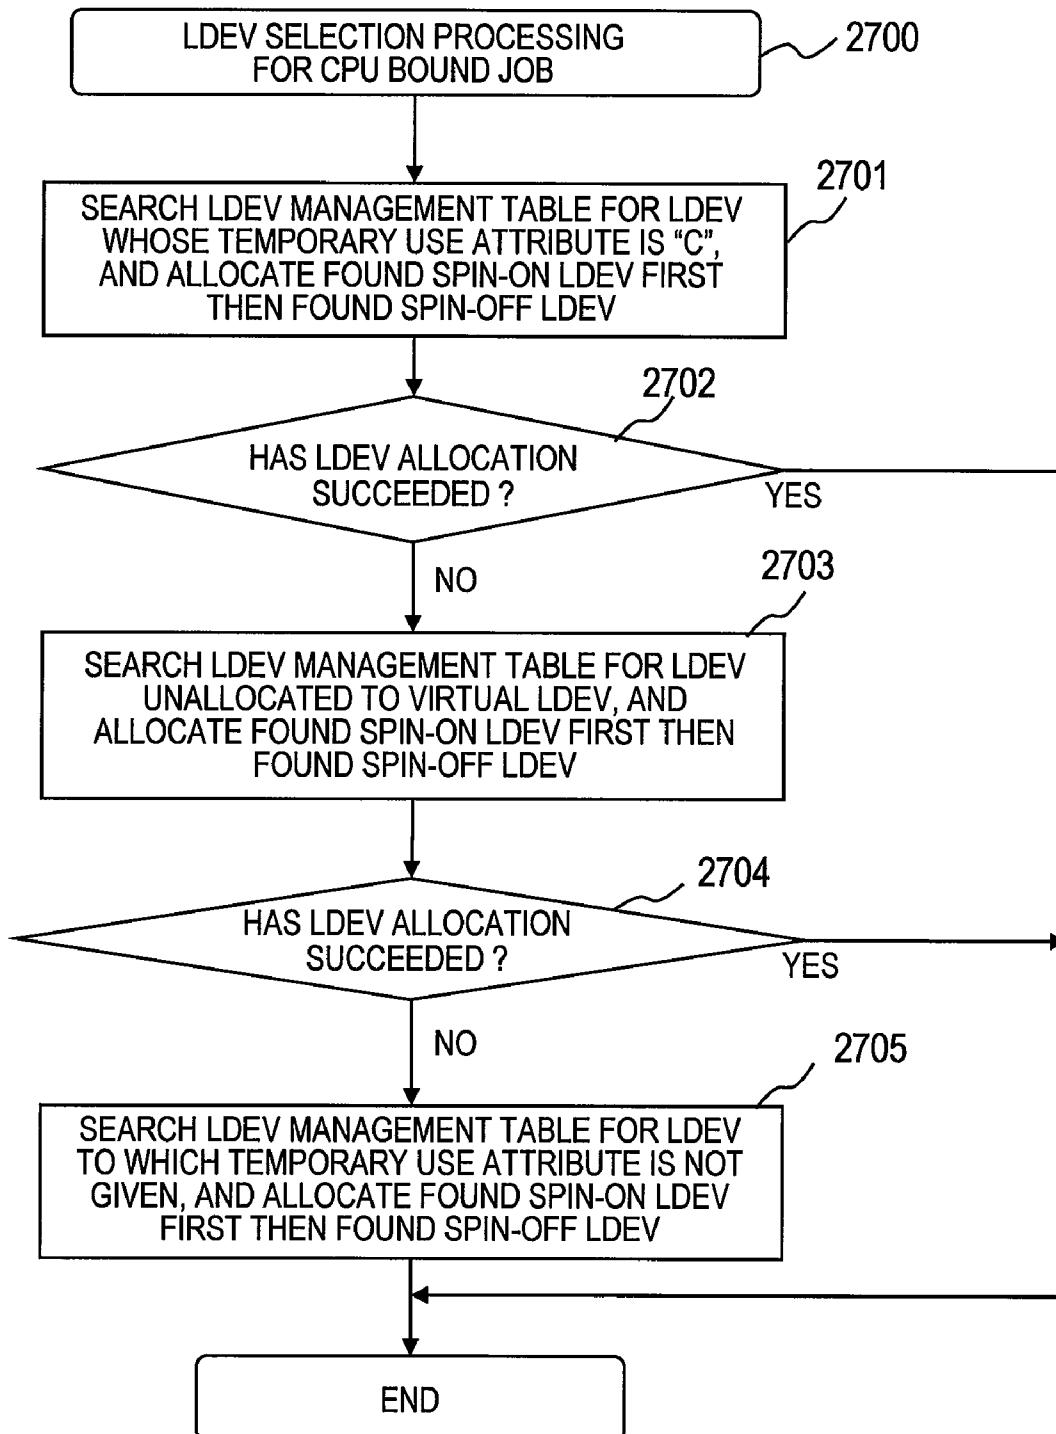 LDEV SELECTION PROCESSING
FOR CPU BOUND JOB
2700
2701
SEARCH LDEV MANAGEMENT TABLE FOR LDEV
WHOSE TEMPORARY USE ATTRIBUTE IS “C”,
AND ALLOCATE FOUND SPIN-ON LDEV FIRST
THEN FOUND SPIN-OFF LDEV
2702
HAS LDEV ALLOCATION
SUCCEEDED ?
YES
NO
2703
SEARCH LDEV MANAGEMENT TABLE FOR LDEV
UNALLOCATED TO VIRTUAL LDEV, AND
ALLOCATE FOUND SPIN-ON LDEV FIRST THEN
FOUND SPIN-OFF LDEV
2704
HAS LDEV ALLOCATION
SUCCEEDED ?
YES
NO
2705
SEARCH LDEV MANAGEMENT TABLE FOR LDEV
TO WHICH TEMPORARY USE ATTRIBUTE IS NOT
GIVEN, AND ALLOCATE FOUND SPIN-ON LDEV
FIRST THEN FOUND SPIN-OFF LDEV
END